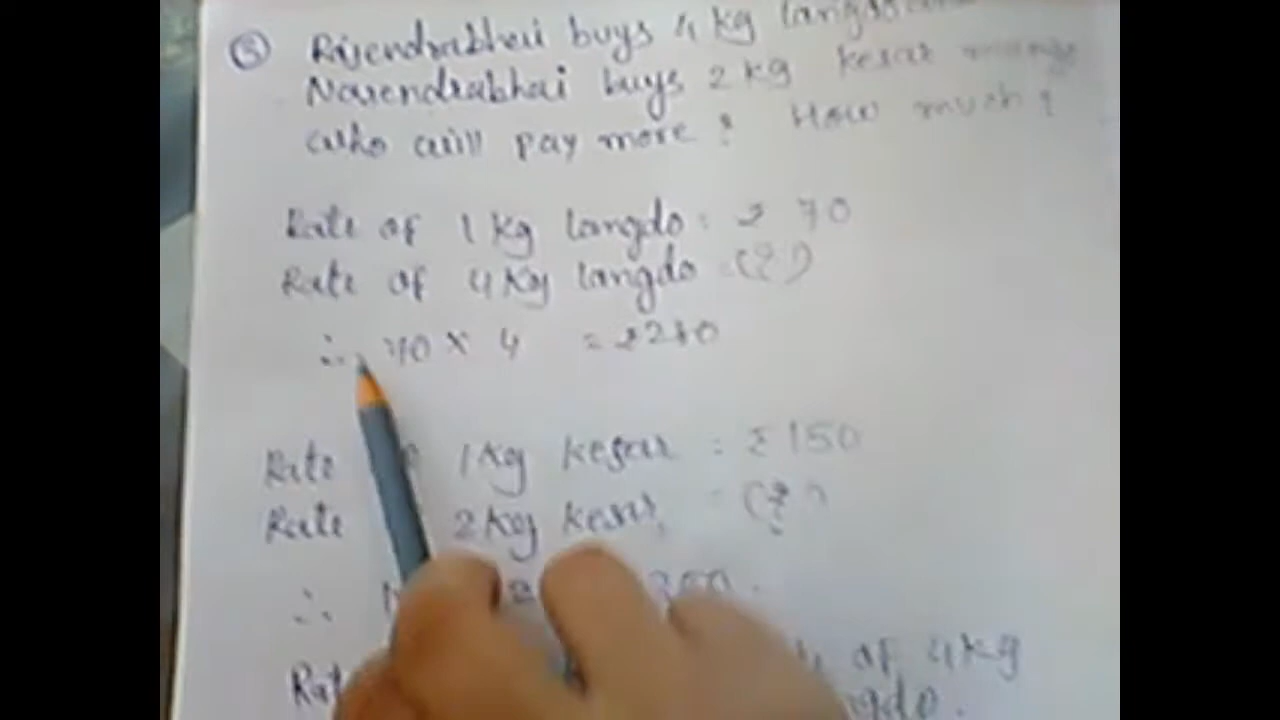 ③ Rajendrabhai buys 4 kg
Narendrabhai buys 2 kg kesar mango
who will pay more ? How much ?
Rate of 1 kg langdo : ₹ 70
Rate of 4 kg langdo = (?)
∴ 70 x 4 = ₹ 280
Rate 1 kg kesar = ₹ 150
Rate 2 kg kesar = (?)
∴ 300.
of 4 kg